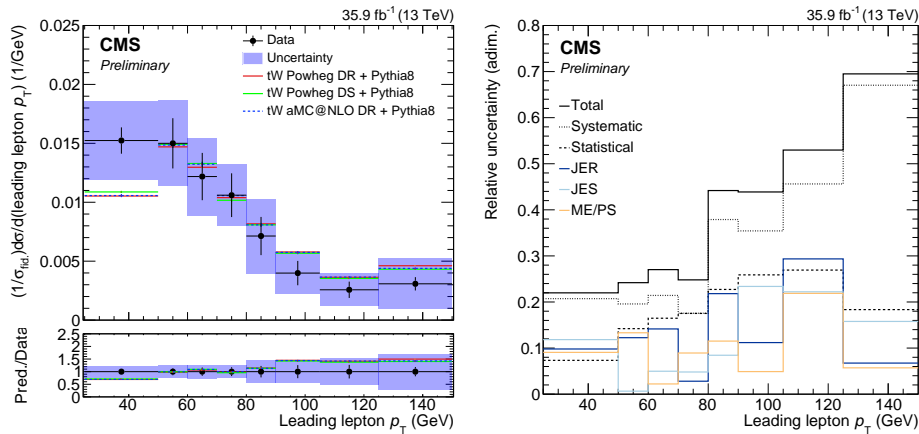 35.9 fb⁻¹ (13 TeV)
CMS
Preliminary
Data
Uncertainty
tW Powheg DR + Pythia8
tW Powheg DS + Pythia8
tW aMC@NLO DR + Pythia8
(1/σ_fid.)dσ/d(leading lepton p_T) (1/GeV)
0.025
0.02
0.015
0.01
0.005
0
Pred./Data
2.5
2
1.5
1
0.5
0
40 60 80 100 120 140
Leading lepton p_T (GeV)
35.9 fb⁻¹ (13 TeV)
CMS
Preliminary
Total
Systematic
Statistical
JER
JES
ME/PS
Relative uncertainty (adim.)
0.8
0.7
0.6
0.5
0.4
0.3
0.2
0.1
0.0
40 60 80 100 120 140
Leading lepton p_T (GeV)